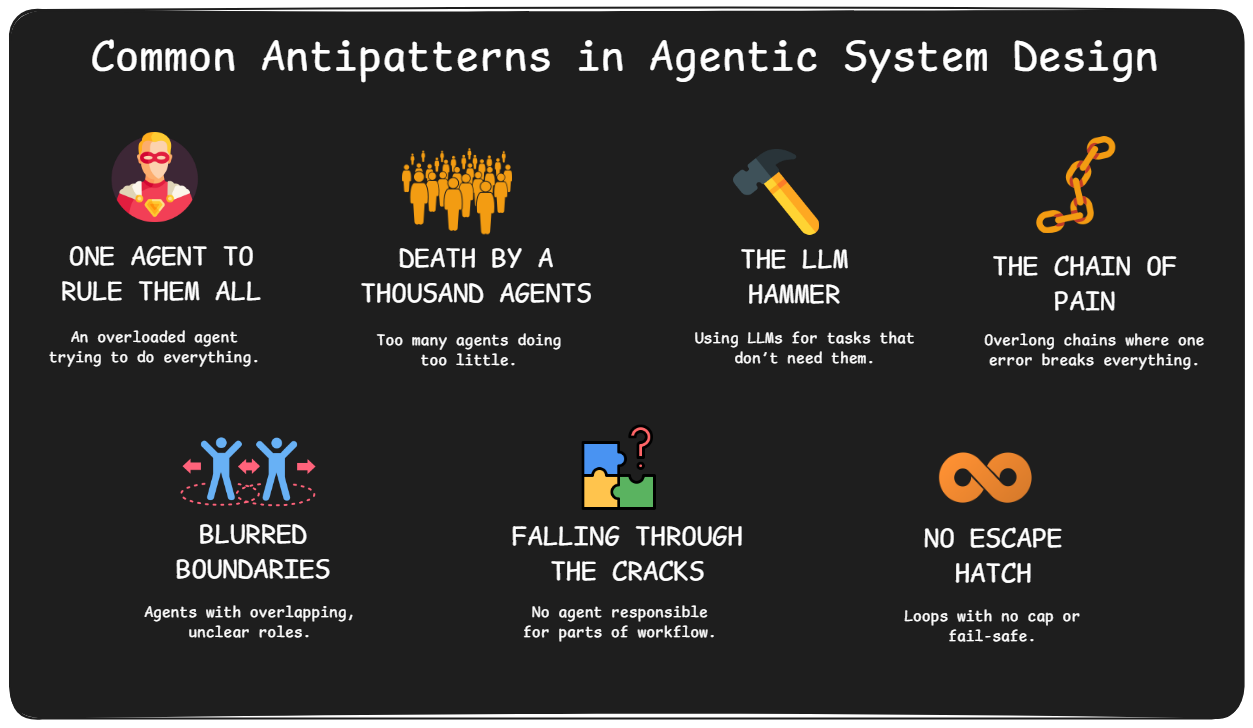 Common Antipatterns in Agentic System Design
ONE AGENT TO
RULE THEM ALL
An overloaded agent
trying to do everything.
DEATH BY A
THOUSAND AGENTS
Too many agents doing
too little.
THE LLM
HAMMER
Using LLMs for tasks that
don’t need them.
THE CHAIN OF
PAIN
Overlong chains where one
error breaks everything.
BLURRED
BOUNDARIES
Agents with overlapping,
unclear roles.
?
FALLING THROUGH
THE CRACKS
No agent responsible
for parts of workflow.
NO ESCAPE
HATCH
Loops with no cap or
fail-safe.